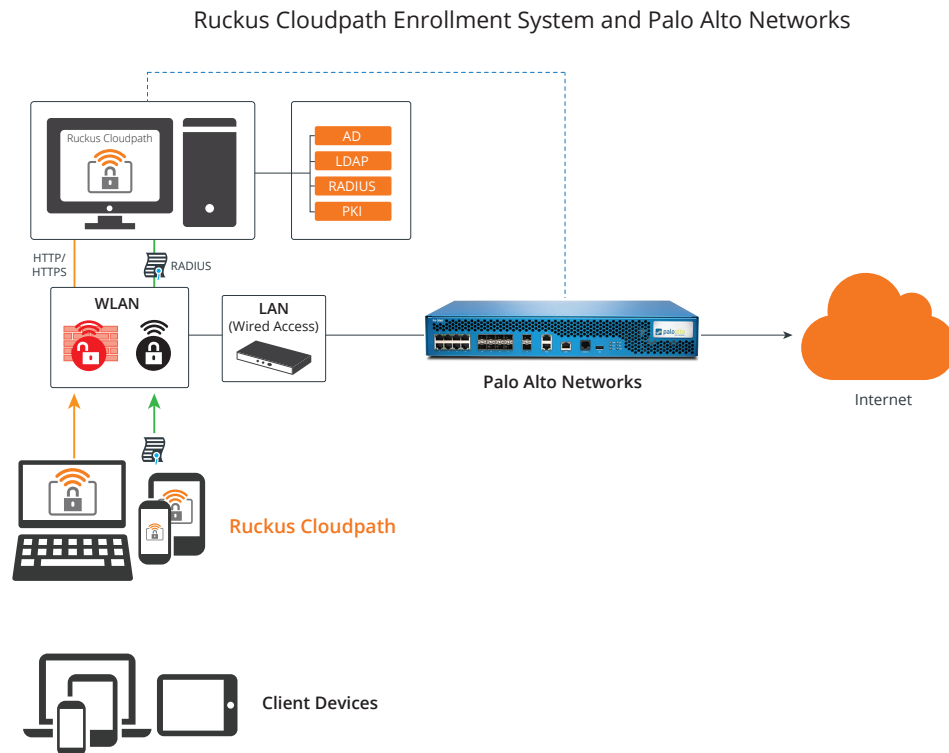 Ruckus Cloudpath Enrollment System and Palo Alto Networks
Ruckus Cloudpath
AD
LDAP
RADIUS
PKI
HTTP/
HTTPS
RADIUS
WLAN
LAN
(Wired Access)
paloalto
Palo Alto Networks
Internet
Ruckus Cloudpath
Client Devices